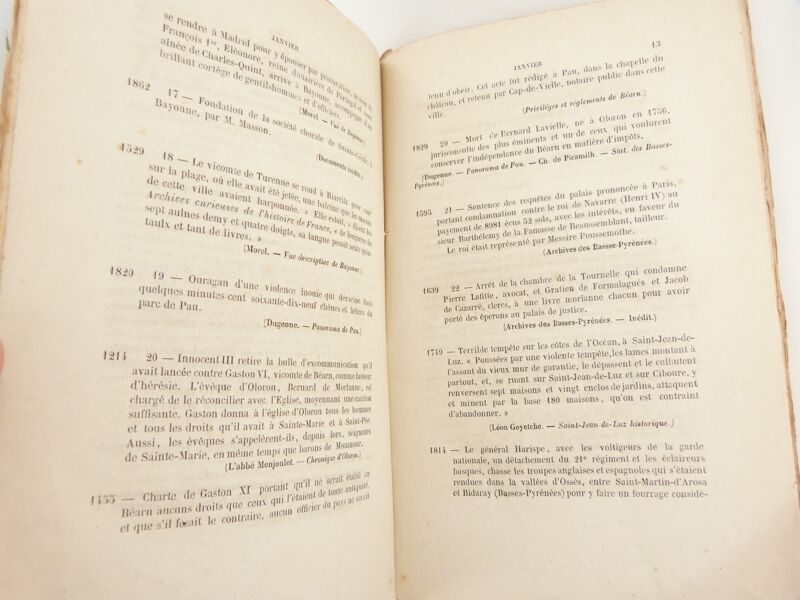 JANVIER
se rendre à Madrid pour y épouser par procuration, au nom de
François Ier, Eléonore, reine douairière de Portugal et sœur
aînée de Charles-Quint, arrive à Bayonne, accompagné d'un
brillant cortége de gentilshommes et d'officiers.
(Morel. — Vue de Bayonne.)
1862 17 — Fondation de la société chorale de Sainte-Cécile à
Bayonne, par M. Masson.
(Documents inédits.)
1529 18 — Le vicomte de Turenne se rend à Biarritz pour voir
sur la plage, où elle avait été jetée, une baleine que les marins
de cette ville avaient harponnée. « Elle estoit, » disent les
Archives curieuses de l'histoire de France, « de longueur de
sept aulnes demy et quatre doigts, sa langue pesait seize quin-
taulx et tant de livres. »
(Morel. — Vue descriptive de Bayonne.)
1820 19 — Ouragan d'une violence inouïe qui déracine dans
quelques minutes cent soixante-dix-neuf chênes et hêtres du
parc de Pau.
(Dugenne. — Panorama de Pau.)
1214 20 — Innocent III retire la bulle d'excommunication qu'il
avait lancée contre Gaston VI, vicomte de Béarn, comme fauteur
d'hérésie. L'évêque d'Oloron, Bernard de Morlanne, est
chargé de le réconcilier avec l'Eglise, moyennant une caution
suffisante. Gaston donna à l'église d'Oloron tous les hommes
et tous les droits qu'il avait à Sainte-Marie et à Saint-Pée.
Aussi, les évêques s'appelèrent-ils, depuis lors, seigneurs
de Sainte-Marie, en même temps que barons de Monmour.
(L'abbé Menjoulet. — Chronique d'Oloron.)
1455 — Charte de Gaston XI portant qu'il ne serait établi en
Béarn aucuns droits que ceux qui l'étaient de toute antiquité,
et que s'il fesait le contraire, aucun officier du pays ne serait
JANVIER 13
tenu d'obéir. Cet acte fut rédigé à Pau, dans la chapelle du
château, et retenu par Cap-de-Vielle, notaire public dans cette
ville.
(Priviléges et règlements de Béarn.)
1829 20 — Mort de Bernard Lavielle, né à Oloron en 1756,
jurisconsulte des plus éminents et un de ceux qui voulurent
conserver l'indépendance du Béarn en matière d'impôts.
(Dugenne. — Panorama de Pau. — Ch. de Picamilh. — Stat. des Basses-
Pyrénées.)
1595 21 — Sentence des requêtes du palais prononcée à Paris,
portant condamnation contre le roi de Navarre (Henri IV) au
payement de 8981 écus 52 sols, avec les intérêts, en faveur du
sieur Barthélemy de la Famasse de Beaussemblant, tailleur.
Le roi était représenté par Messire Poussemothe.
(Archives des Bassse-Pyrénées.)
1639 22 — Arrêt de la chambre de la Tournelle qui condamne
Pierre Lafitte, avocat, et Gratien de Formalagués et Jacob
de Cazarré, clercs, à une livre morlanne chacun pour avoir
porté des éperons au palais de justice.
(Archives des Basses-Pyrénées. — Inédit.)
1749 — Terrible tempête sur les côtes de l'Océan, à Saint-Jean-de-
Luz. « Poussées par une violente tempête, les lames montant à
l'assaut du vieux mur de garantie, le dépassent et le culbutent
partout, et, se ruant sur Saint-Jean-de-Luz et sur Ciboure, y
renversent sept maisons et vingt enclos de jardins, attaquent
et minent par la base 180 maisons, qu'on est contraint
d'abandonner. »
(Léon Goyetche. — Saint-Jean-de-Luz historique.)
1814 — Le général Harispe, avec les voltigeurs de la garde
nationale, un détachement du 24e régiment et les éclaireurs
basques, chasse les troupes anglaises et espagnoles qui s'étaient
rendues dans la vallées d'Ossès, entre Saint-Martin-d'Arosa
et Bidaray (Basses-Pyrénées) pour y faire un fourrage considé-